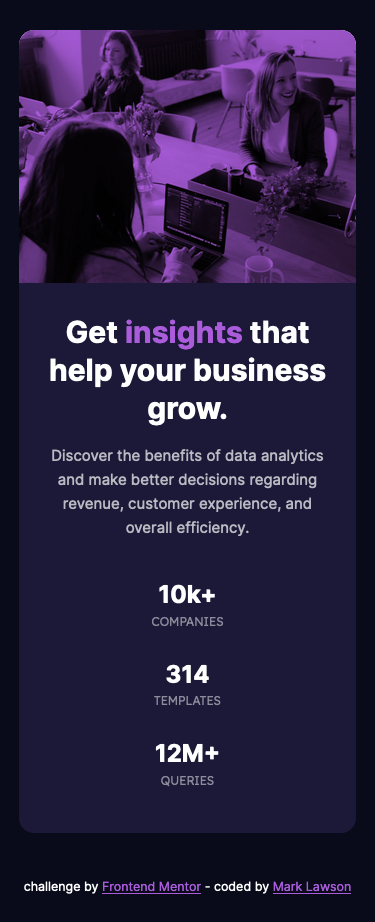 Get insights that
help your business
grow.
Discover the benefits of data analytics
and make better decisions regarding
revenue, customer experience, and
overall efficiency.
10k+
COMPANIES
314
TEMPLATES
12M+
QUERIES
challenge by Frontend Mentor - coded by Mark Lawson